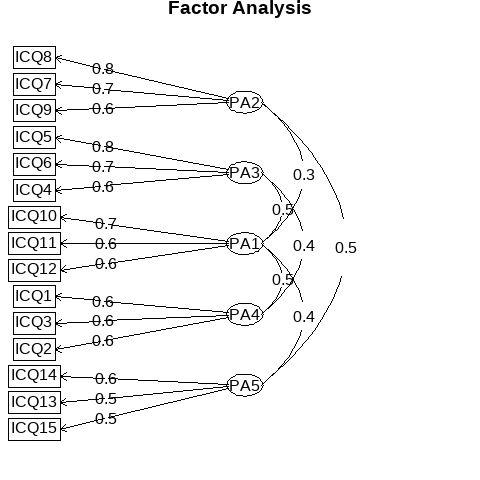 Factor Analysis
ICQ8
0.8
ICQ7
0.7
PA2
ICQ9
0.6
ICQ5
0.8
ICQ6
0.7
PA3
0.3
ICQ4
0.6
ICQ10
0.7
0.5
ICQ11
0.6
PA1
0.4
0.5
ICQ12
0.6
ICQ1
0.6
0.5
ICQ3
0.6
PA4
0.4
ICQ2
0.6
ICQ14
0.6
PA5
ICQ13
0.5
ICQ15
0.5